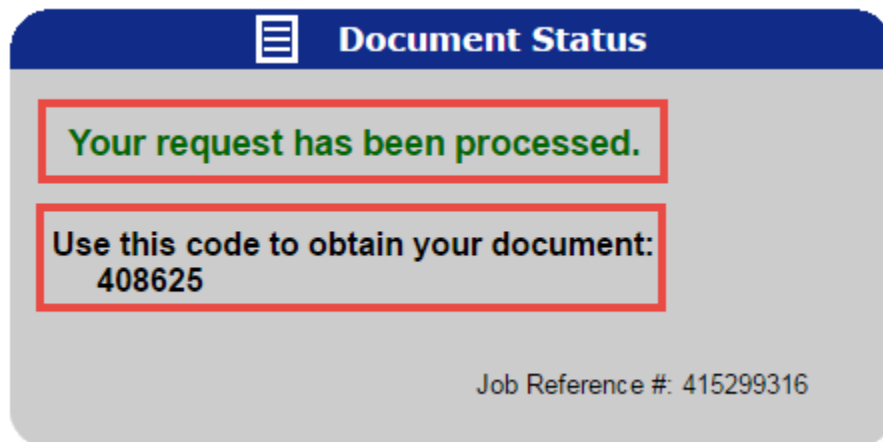 Document Status
Your request has been processed.
Use this code to obtain your document:
408625
Job Reference #: 415299316